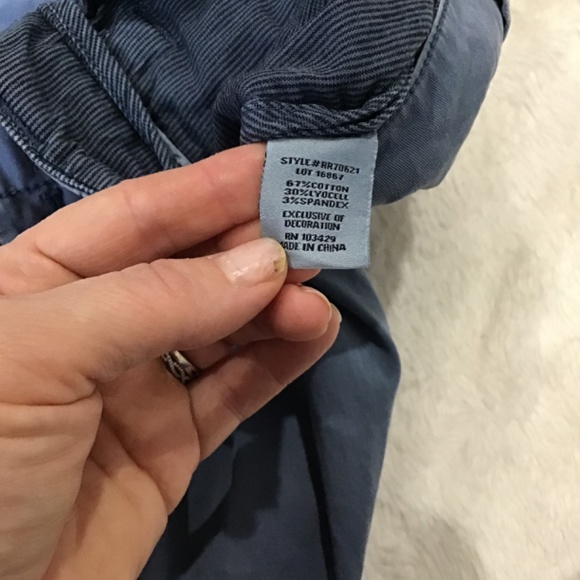 STYLE#RR70621
LOT 16867
67%COTTON
30%LYOCELL
3%SPANDEX
EXCLUSIVE OF
DECORATION
RN 103429
MADE IN CHINA